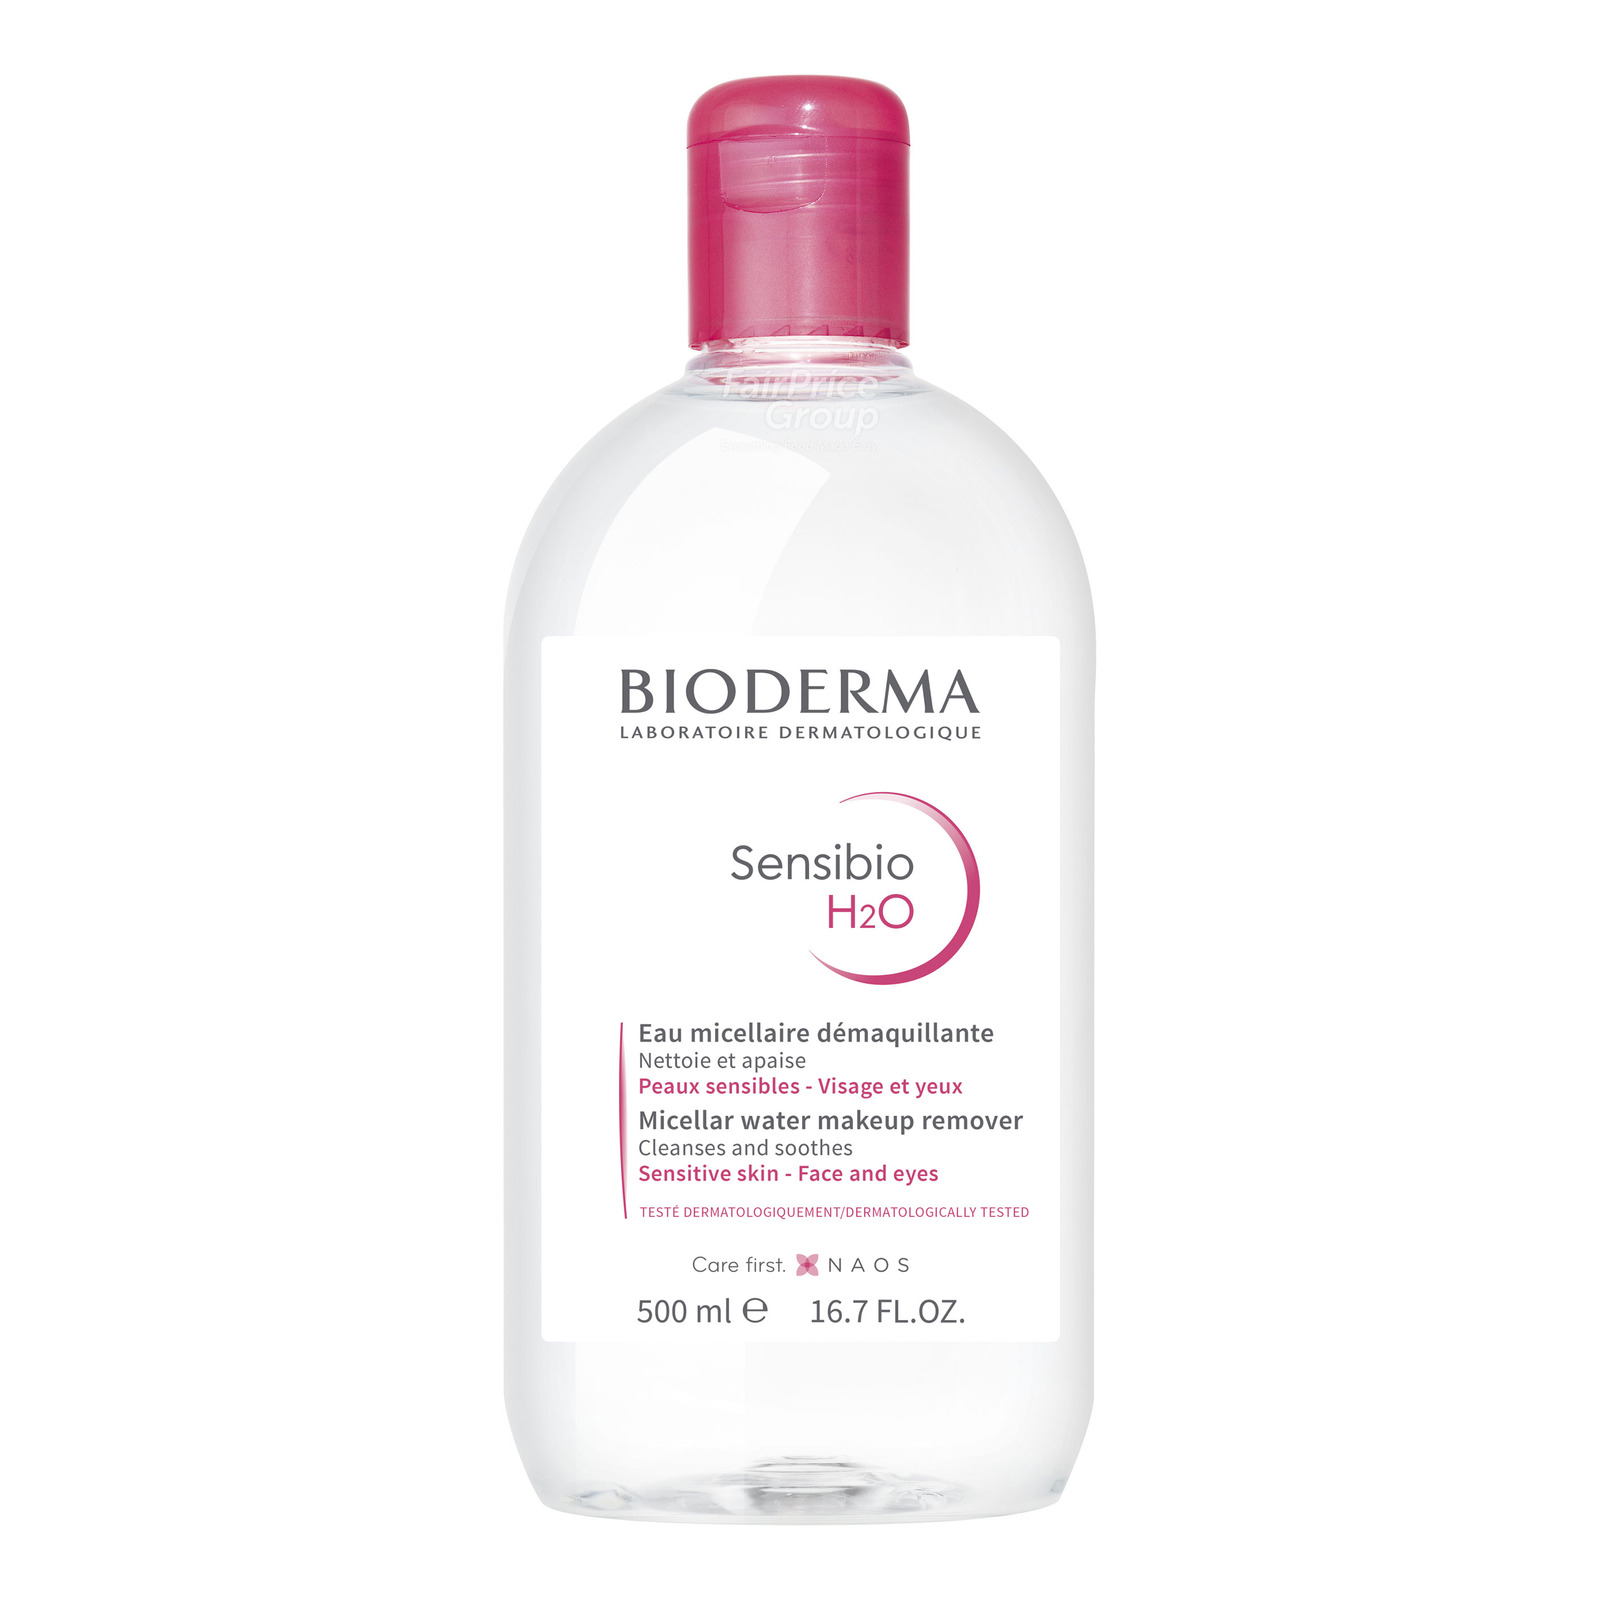 FairPrice
Group
BIODERMA
LABORATOIRE DERMATOLOGIQUE
Sensibio
H2O
Eau micellaire démaquillante
Nettoie et apaise
Peaux sensibles - Visage et yeux
Micellar water makeup remover
Cleanses and soothes
Sensitive skin - Face and eyes
TESTÉ DERMATOLOGIQUEMENT/DERMATOLOGICALLY TESTED
Care first. NAOS
500 ml ℮ 16.7 FL.OZ.